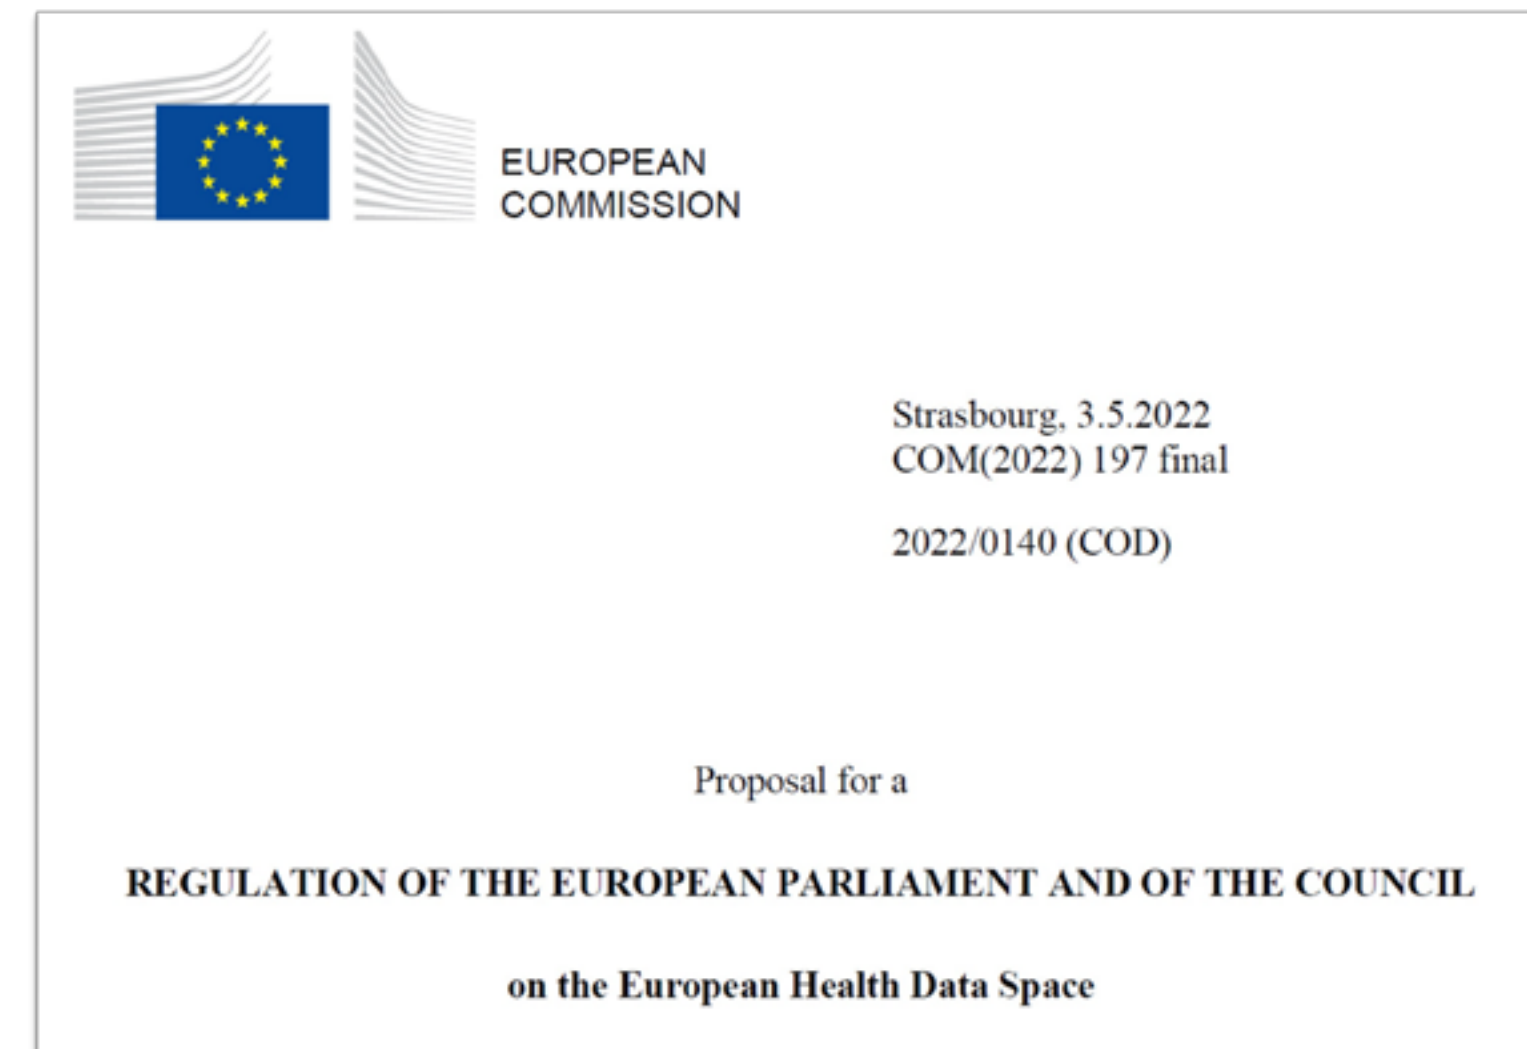 EUROPEAN
COMMISSION
Strasbourg, 3.5.2022
COM(2022) 197 final
2022/0140 (COD)
Proposal for a
REGULATION OF THE EUROPEAN PARLIAMENT AND OF THE COUNCIL
on the European Health Data Space